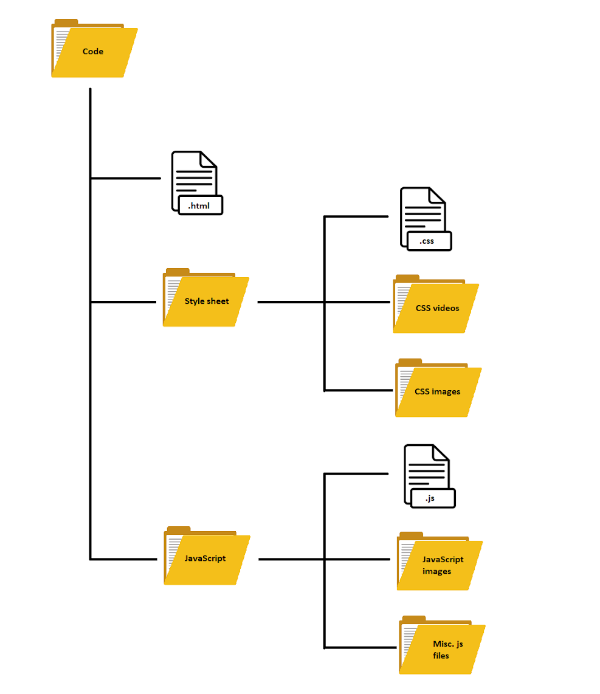 Code
.html
Style sheet
.css
CSS videos
CSS images
JavaScript
.js
JavaScript
images
Misc. js
files